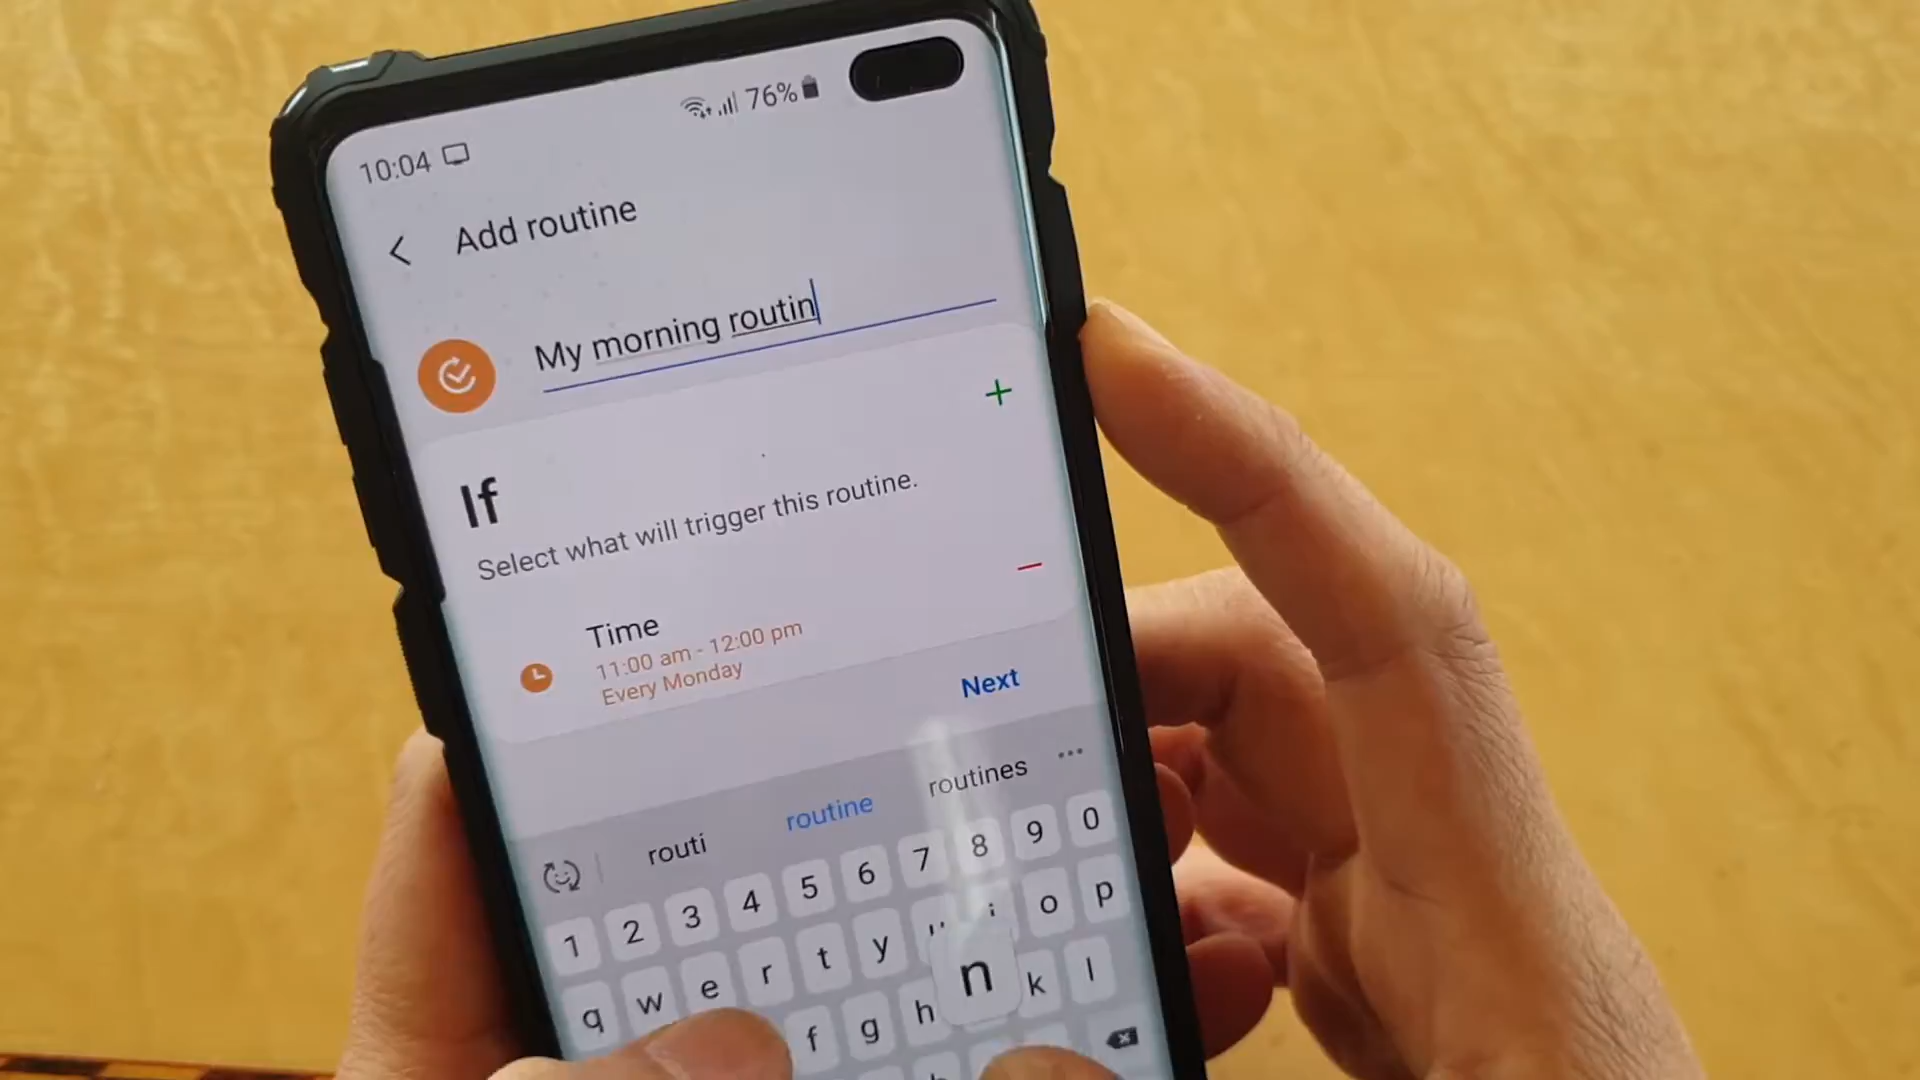 76%
10:04
Add routine
My morning routin
If
Select what will trigger this routine.
Time
11:00 am - 12:00 pm
Every Monday
Next
routi routine routines
1 2 3 4 5 6 7 8 9 0
q w e r t y u i o p
f g h n k l